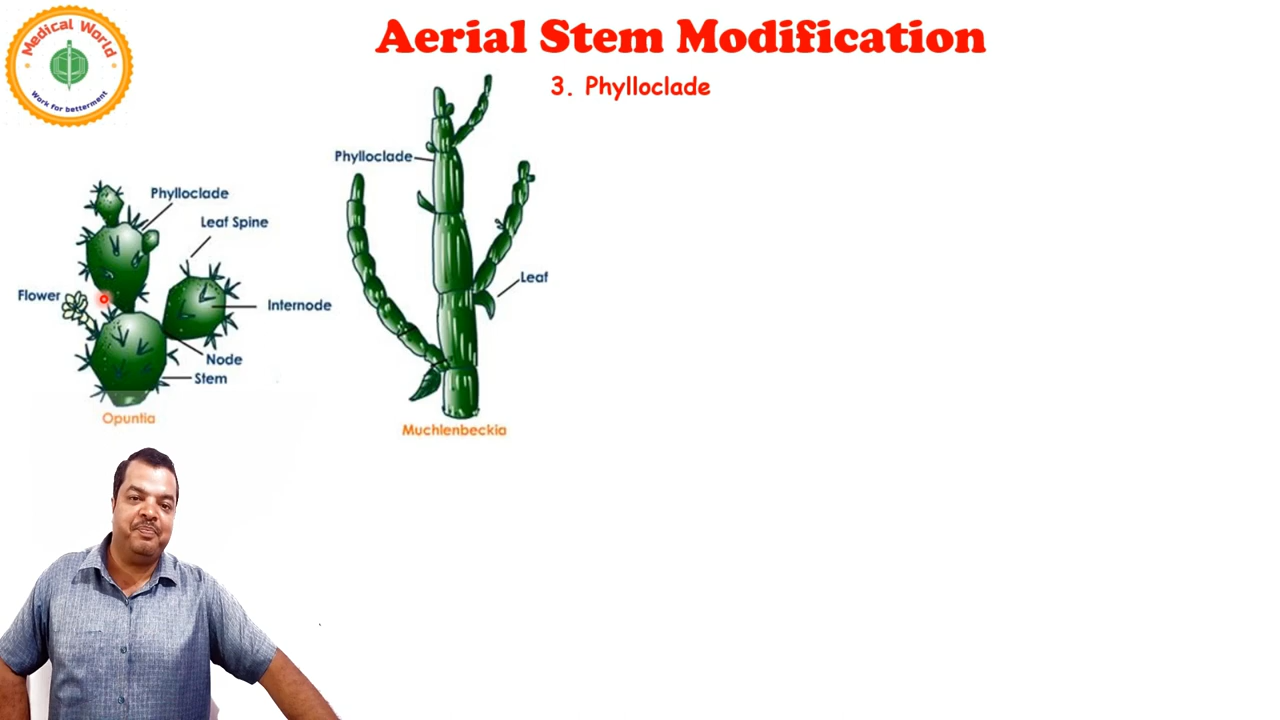 Medical World
Work for betterment
Aerial Stem Modification
3. Phylloclade
Phylloclade
Leaf Spine
Flower
Internode
Node
Stem
Opuntia
Phylloclade
Leaf
Muchlenbeckia